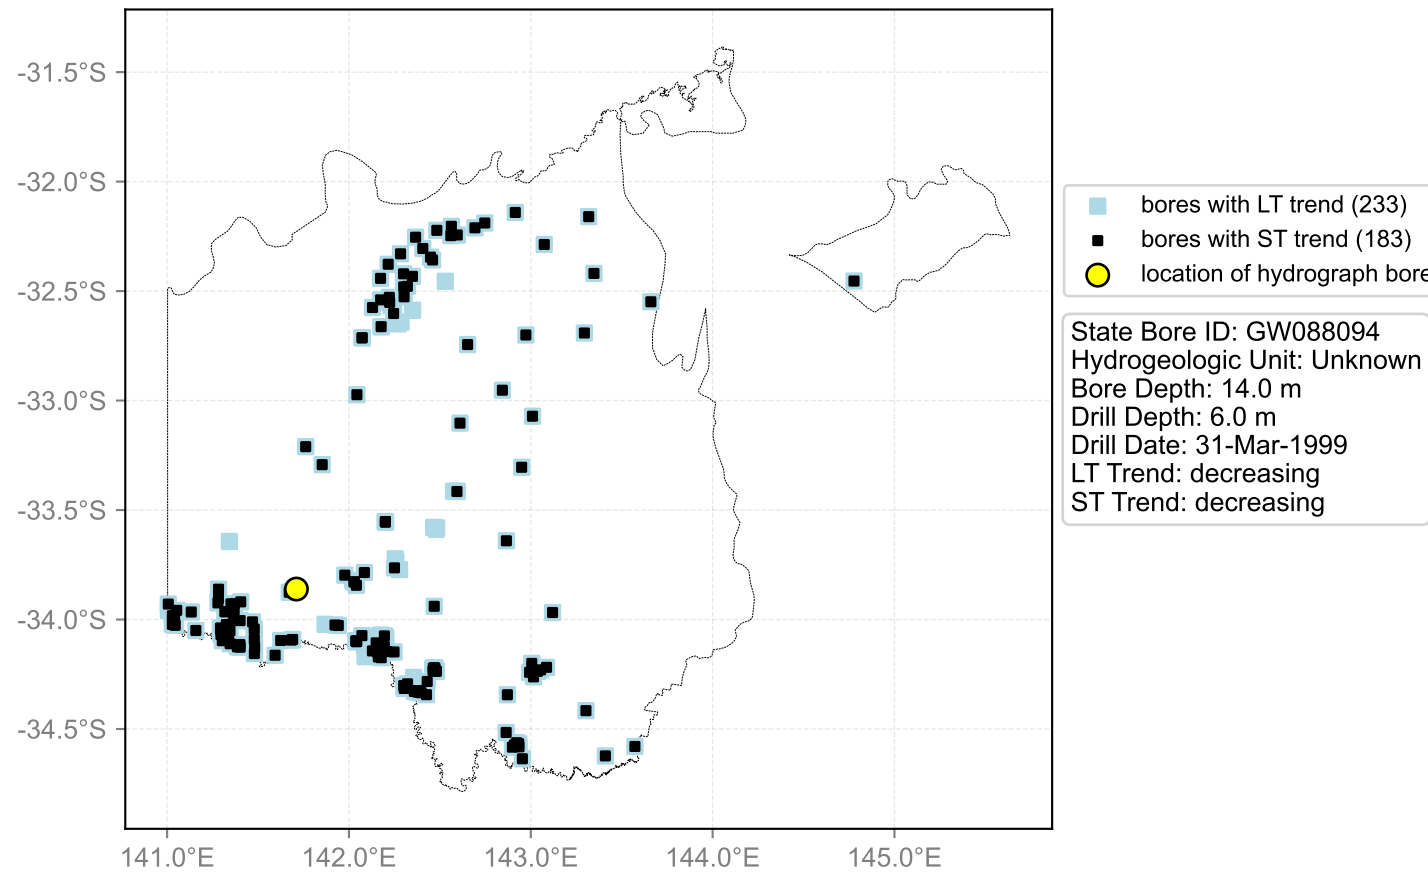 -31.5°S
-32.0°S
-32.5°S
-33.0°S
-33.5°S
-34.0°S
-34.5°S
141.0°E
142.0°E
143.0°E
144.0°E
145.0°E
bores with LT trend (233)
bores with ST trend (183)
location of hydrograph bore
State Bore ID: GW088094
Hydrogeologic Unit: Unknown
Bore Depth: 14.0 m
Drill Depth: 6.0 m
Drill Date: 31-Mar-1999
LT Trend: decreasing
ST Trend: decreasing